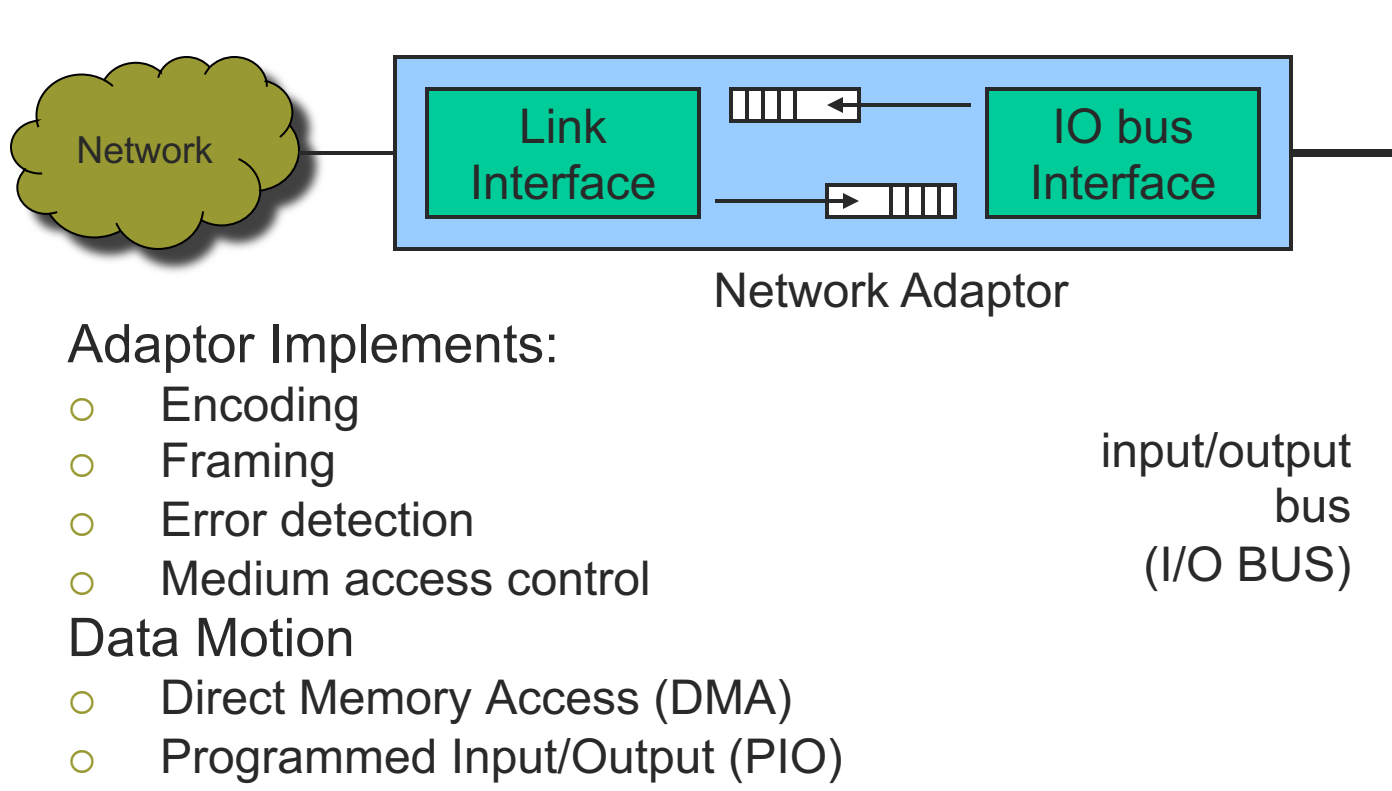 Network
Link
Interface
IO bus
Interface
Network Adaptor
Adaptor Implements:
Encoding
Framing
Error detection
Medium access control
input/output
bus
(I/O BUS)
Data Motion
Direct Memory Access (DMA)
Programmed Input/Output (PIO)